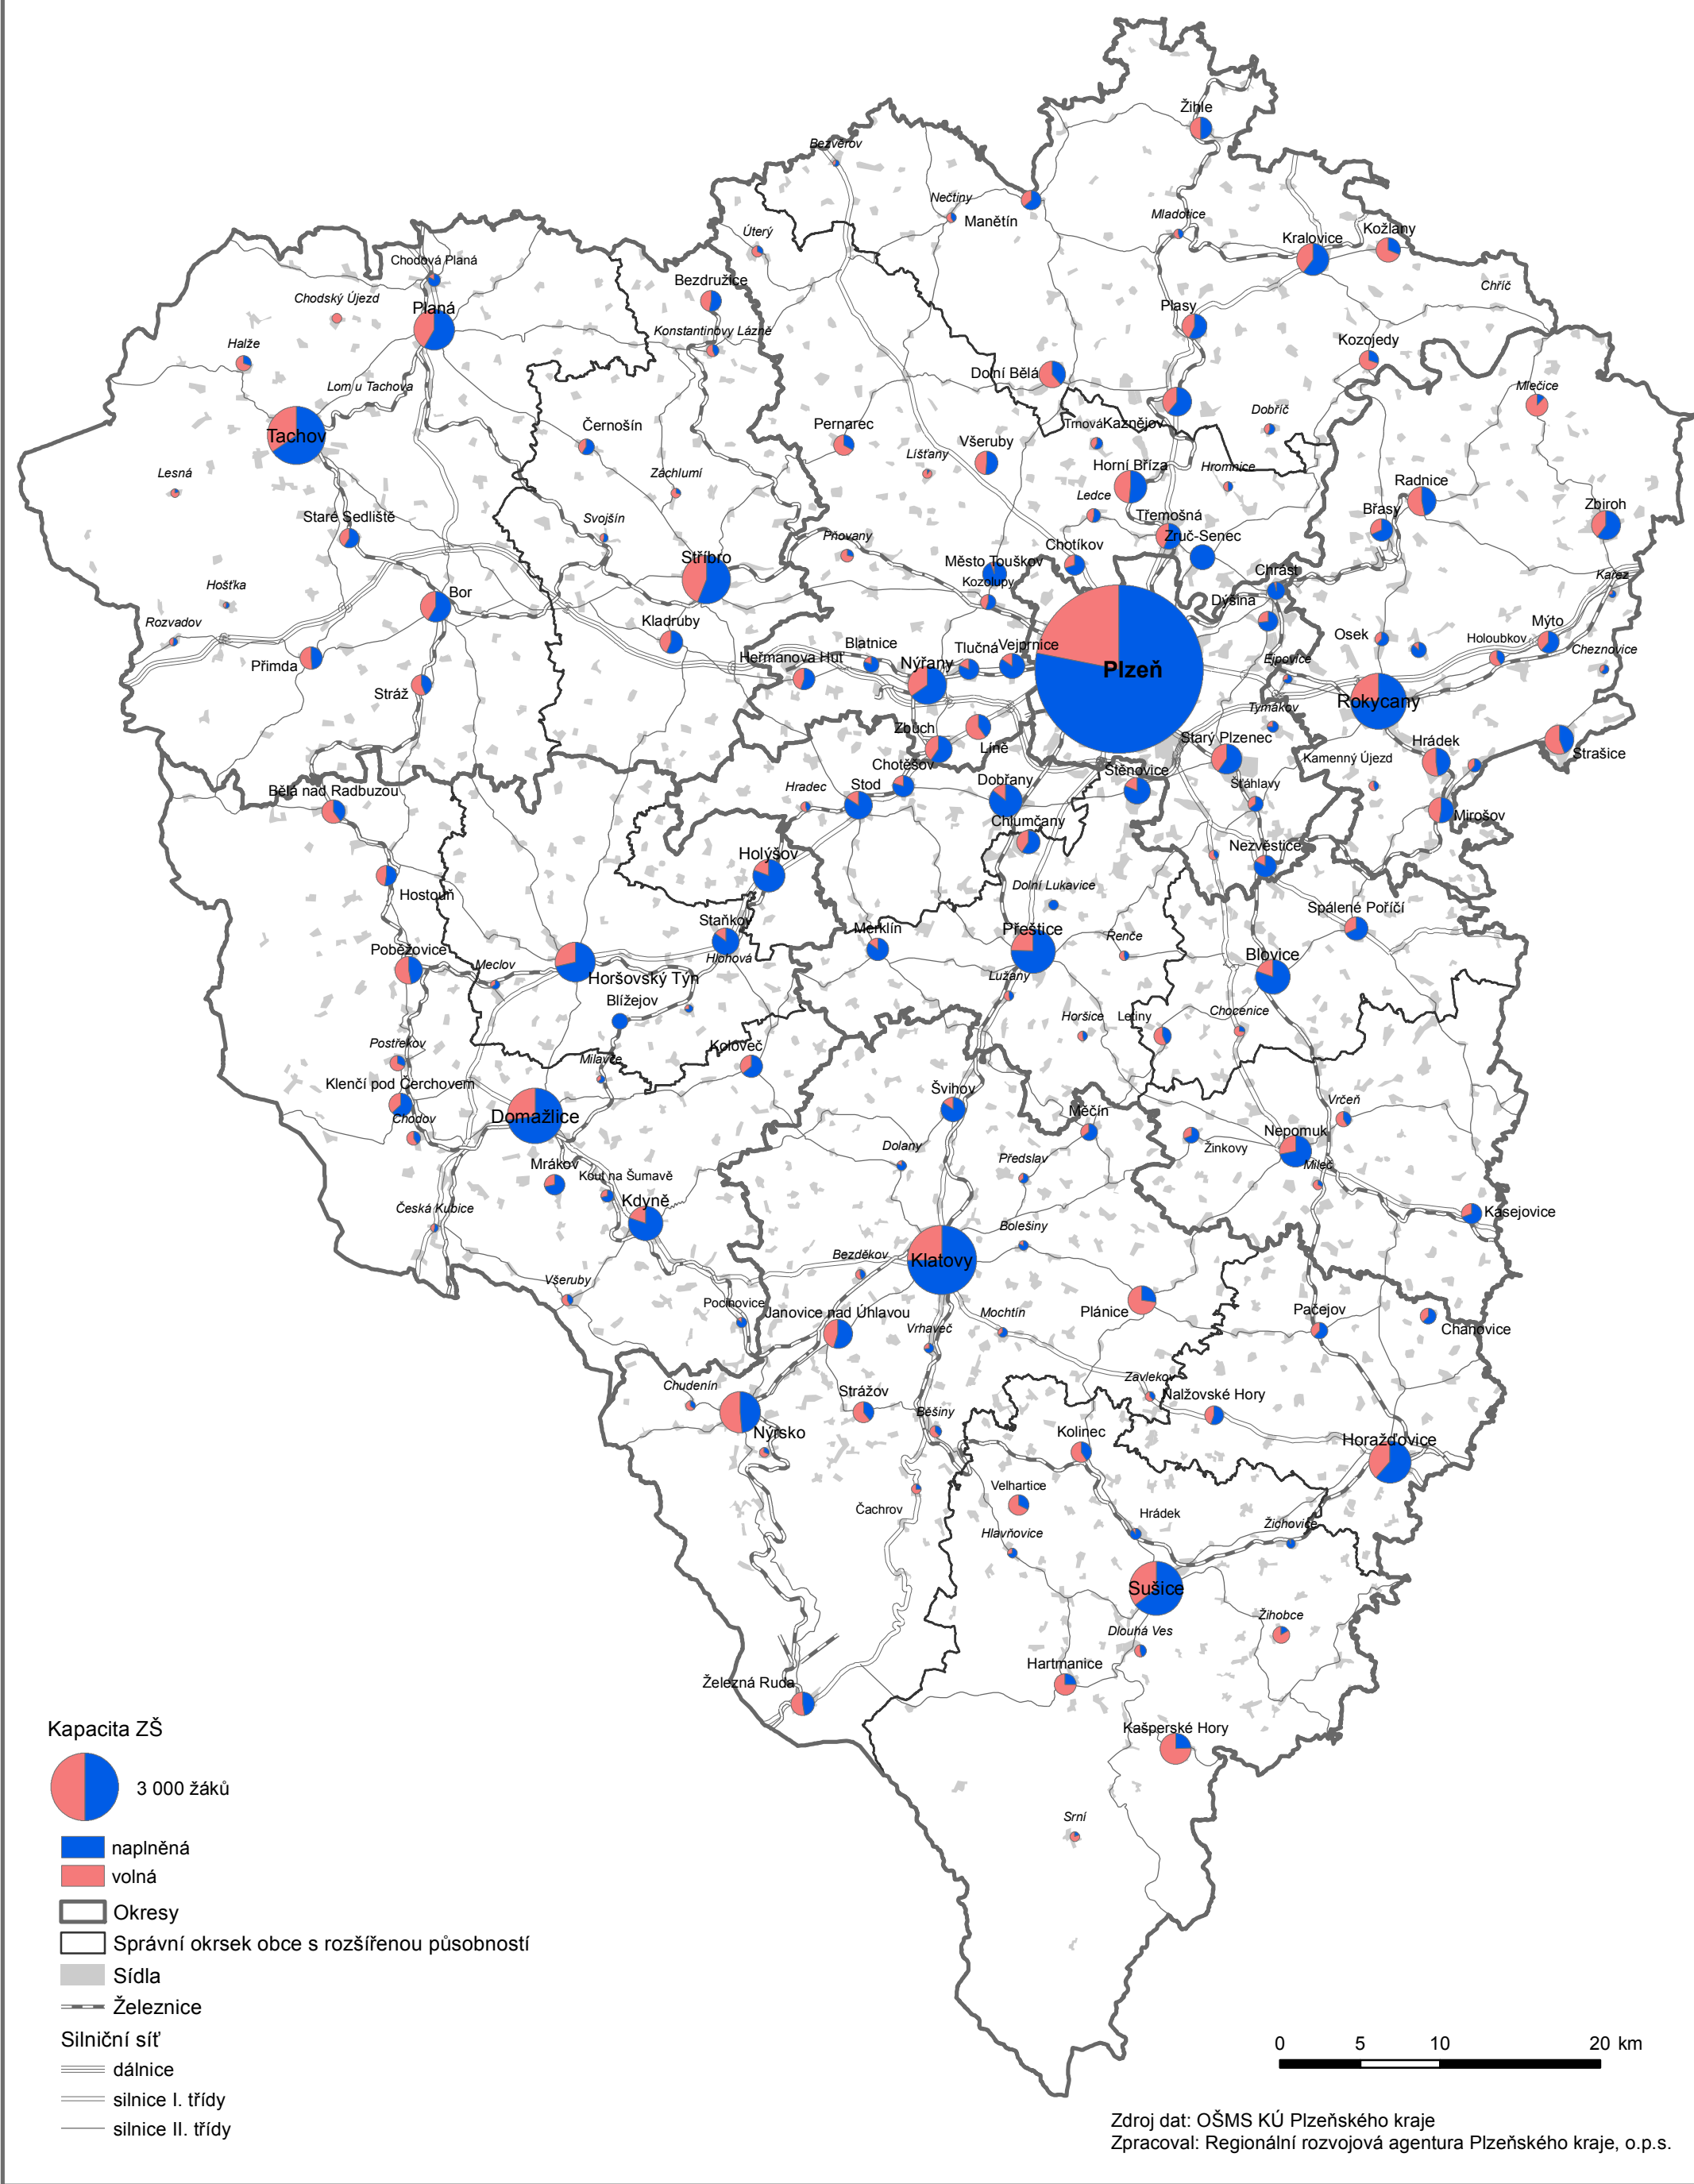 Žihle
Bezvěrov
Nečtiny
Manětín
Mladotice
Úterý
Kralovice
Kožlany
Chodová Planá
Bezdružice
Chříč
Chodský Újezd
Planá
Plasy
Konstantinovy Lázně
Halže
Kozojedy
Dolní Bělá
Lom u Tachova
Mlečice
Dobříč
Tachov
Černošín
Pernarec
Trnová
Kaznějov
Všeruby
Líšťany
Horní Bříza
Hromnice
Lesná
Záchlumí
Radnice
Ledce
Staré Sedliště
Svojšín
Třemošná
Břasy
Zbiroh
Pňovany
Zruč-Senec
Chotíkov
Stříbro
Město Touškov
Chrást
Kozolupy
Kařez
Hošťka
Bor
Dýšina
Rozvadov
Kladruby
Osek
Mýto
Holoubkov
Blatnice
Tlučná
Vejprnice
Cheznovice
Přimda
Heřmanova Huť
Nýřany
Ejpovice
Plzeň
Stráž
Rokycany
Tymákov
Zbůch
Starý Plzenec
Líně
Hrádek
Strašice
Kamenný Újezd
Chotěšov
Štěnovice
Bělá nad Radbuzou
Hradec
Stod
Dobřany
Šťáhlavy
Mirošov
Chlumčany
Nezvěstice
Holýšov
Dolní Lukavice
Hostouň
Spálené Poříčí
Staňkov
Merklín
Přeštice
Renče
Poběžovice
Hlohová
Blovice
Meclov
Lužany
Horšovský Týn
Blížejov
Chocenice
Horšice
Letiny
Postřekov
Koloveč
Milavče
Klenčí pod Čerchovem
Švihov
Vrčeň
Chodov
Domažlice
Měčín
Nepomuk
Dolany
Žinkovy
Předslav
Mileč
Mrákov
Kout na Šumavě
Kdyně
Česká Kubice
Kasejovice
Bolešiny
Bezděkov
Klatovy
Všeruby
Pocinovice
Janovice nad Úhlavou
Mochtín
Plánice
Pačejov
Vrhaveč
Chanovice
Chudenín
Strážov
Zavlekov
Nalžovské Hory
Běšiny
Nýrsko
Kolinec
Horažďovice
Velhartice
Čachrov
Hrádek
Hlavňovice
Žichovice
Sušice
Žihobce
Dlouhá Ves
Hartmanice
Železná Ruda
Kašperské Hory
Srní
Kapacita ZŠ
3 000 žáků
naplněná
volná
Okresy
Správní okrsek obce s rozšířenou působností
Sídla
Železnice
Silniční síť
dálnice
silnice I. třídy
silnice II. třídy
0 5 10 20 km
Zdroj dat: OŠMS KÚ Plzeňského kraje
Zpracoval: Regionální rozvojová agentura Plzeňského kraje, o.p.s.